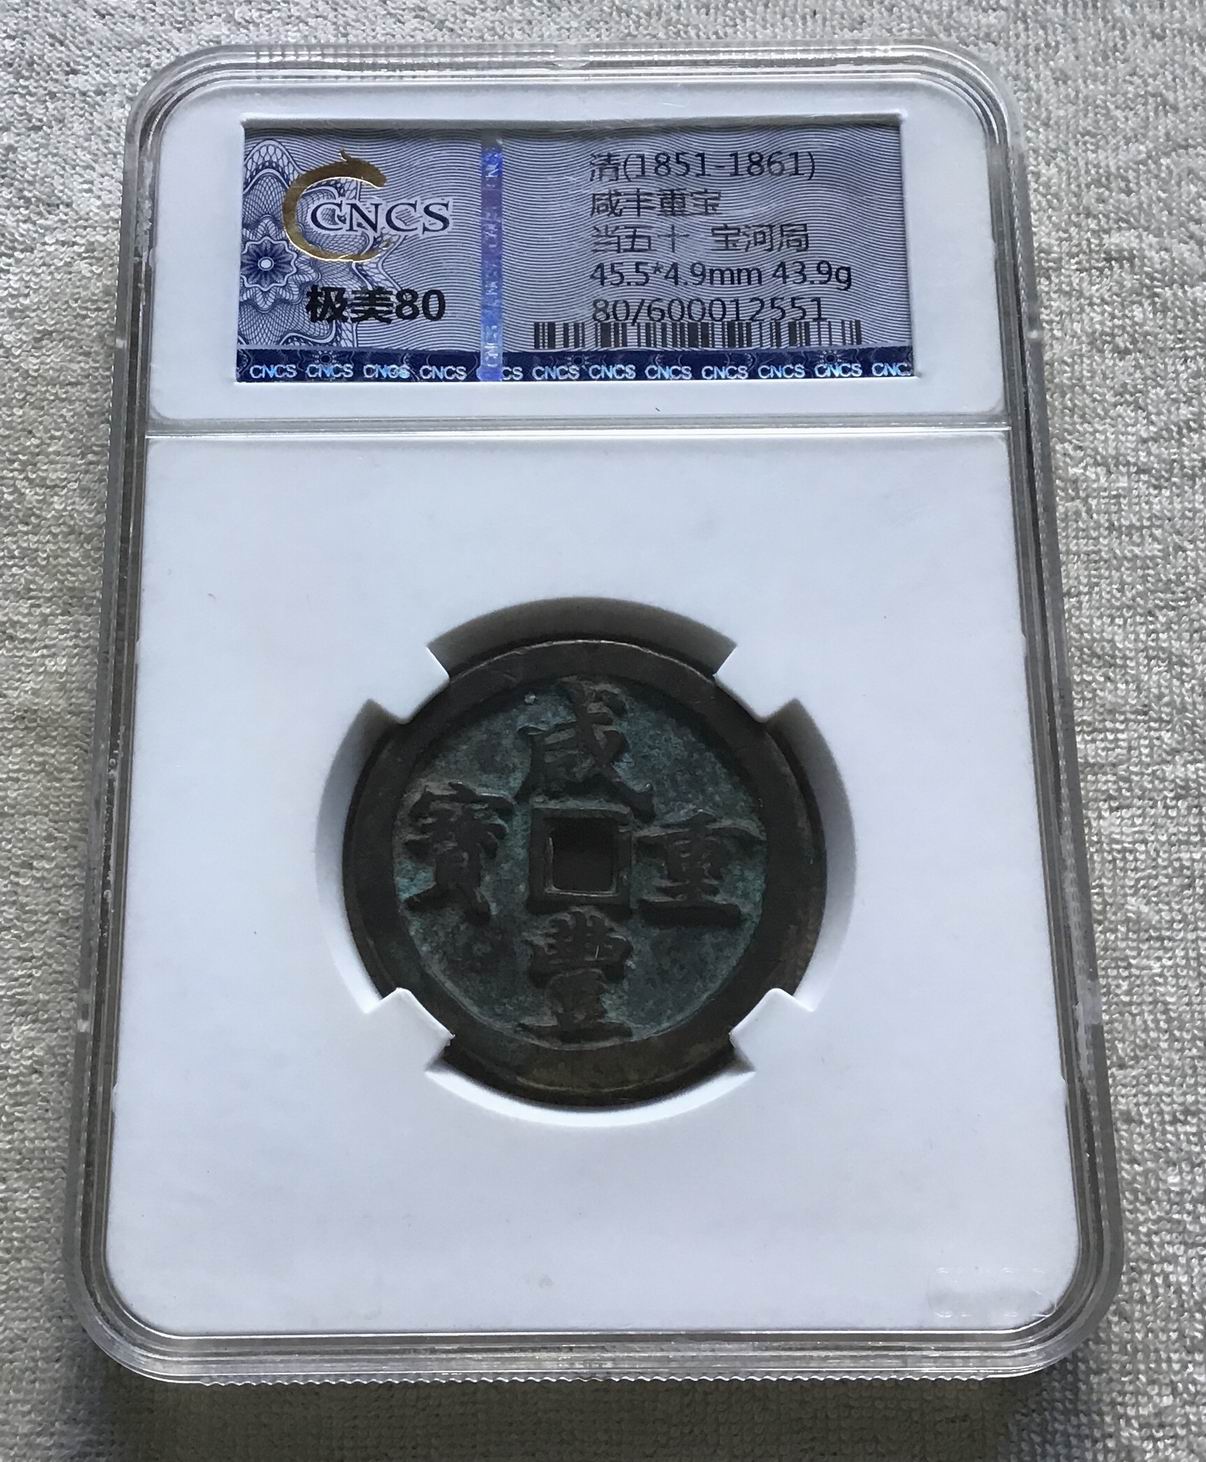 CNCS
极美80
清(1851-1861)
咸丰重宝
当五十 宝河局
45.5*4.9mm 43.9g
80/600012551
CNCS CNCS CNCS CNCS CS CNCS CNCS CNCS CNCS CNCS CNCS CNC
咸
豐
重
寶